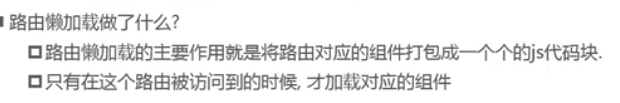 路由懒加载做了什么?
路由懒加载的主要作用就是将路由对应的组件打包成一个个的js代码块.
只有在这个路由被访问到的时候, 才加载对应的组件